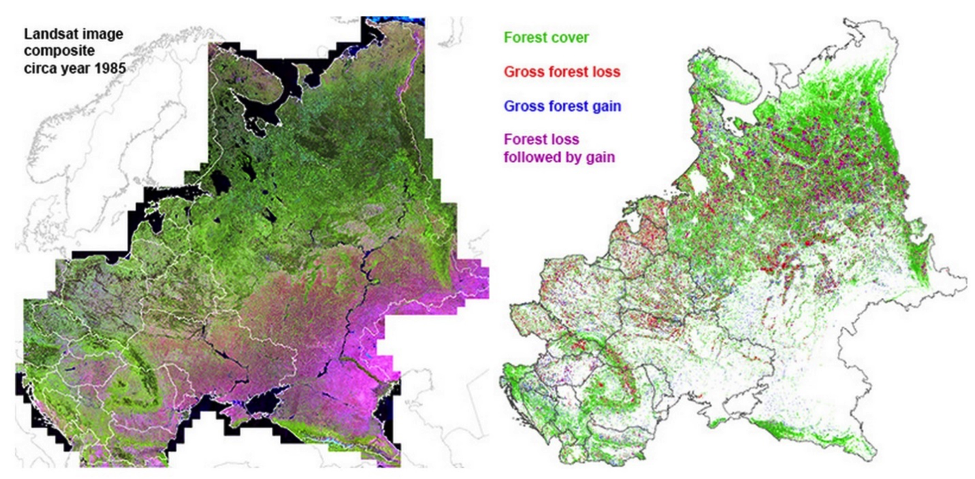 Landsat image
composite
circa year 1985
Forest cover
Gross forest loss
Gross forest gain
Forest loss
followed by gain